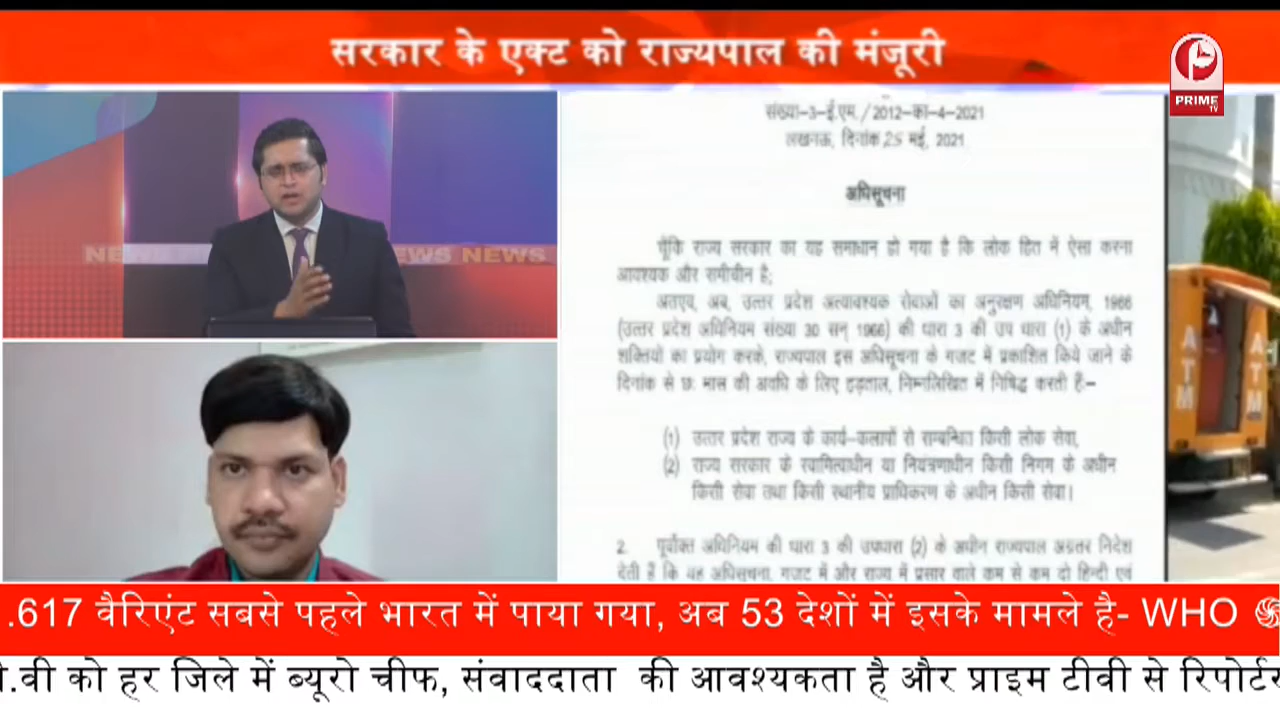 सरकार के एक्ट को राज्यपाल की मंजूरी
PRIME
TV
NEWS NEWS
संख्या-3-ई.एम./2012-का-4-2021
लखनऊ, दिनांक 25 मई, 2021
अधिसूचना
चूँकि राज्य सरकार का यह समाधान हो गया है कि लोक हित में ऐसा करना
आवश्यक और समीचीन है;
अतएव, अब, उत्तर प्रदेश अत्यावश्यक सेवाओं का अनुरक्षण अधिनियम, 1966
(उत्तर प्रदेश अधिनियम संख्या 30 सन् 1966) की धारा 3 की उप धारा (1) के अधीन
शक्तियों का प्रयोग करके, राज्यपाल इस अधिसूचना के गजट में प्रकाशित किये जाने के
दिनांक से छः मास की अवधि के लिए हड़ताल, निम्नलिखित में निषिद्ध करती हैं:-
(1) उत्तर प्रदेश राज्य के कार्य-कलापों से सम्बन्धित किसी लोक सेवा,
(2) राज्य सरकार के स्वामित्वाधीन या नियंत्रणाधीन किसी निगम के अधीन
किसी सेवा तथा किसी स्थानीय प्राधिकरण के अधीन किसी सेवा।
2. पूर्वोक्त अधिनियम की धारा 3 की उपधारा (2) के अधीन राज्यपाल अग्रतर निदेश
देती हैं कि यह अधिसूचना, गजट में और राज्य में प्रसार वाले कम से कम दो हिन्दी एवं
ATM
ATM
.617 वैरिएंट सबसे पहले भारत में पाया गया, अब 53 देशों में इसके मामले है- WHO
.वी को हर जिले में ब्यूरो चीफ, संवाददाता की आवश्यकता है और प्राइम टीवी से रिपोर्टर